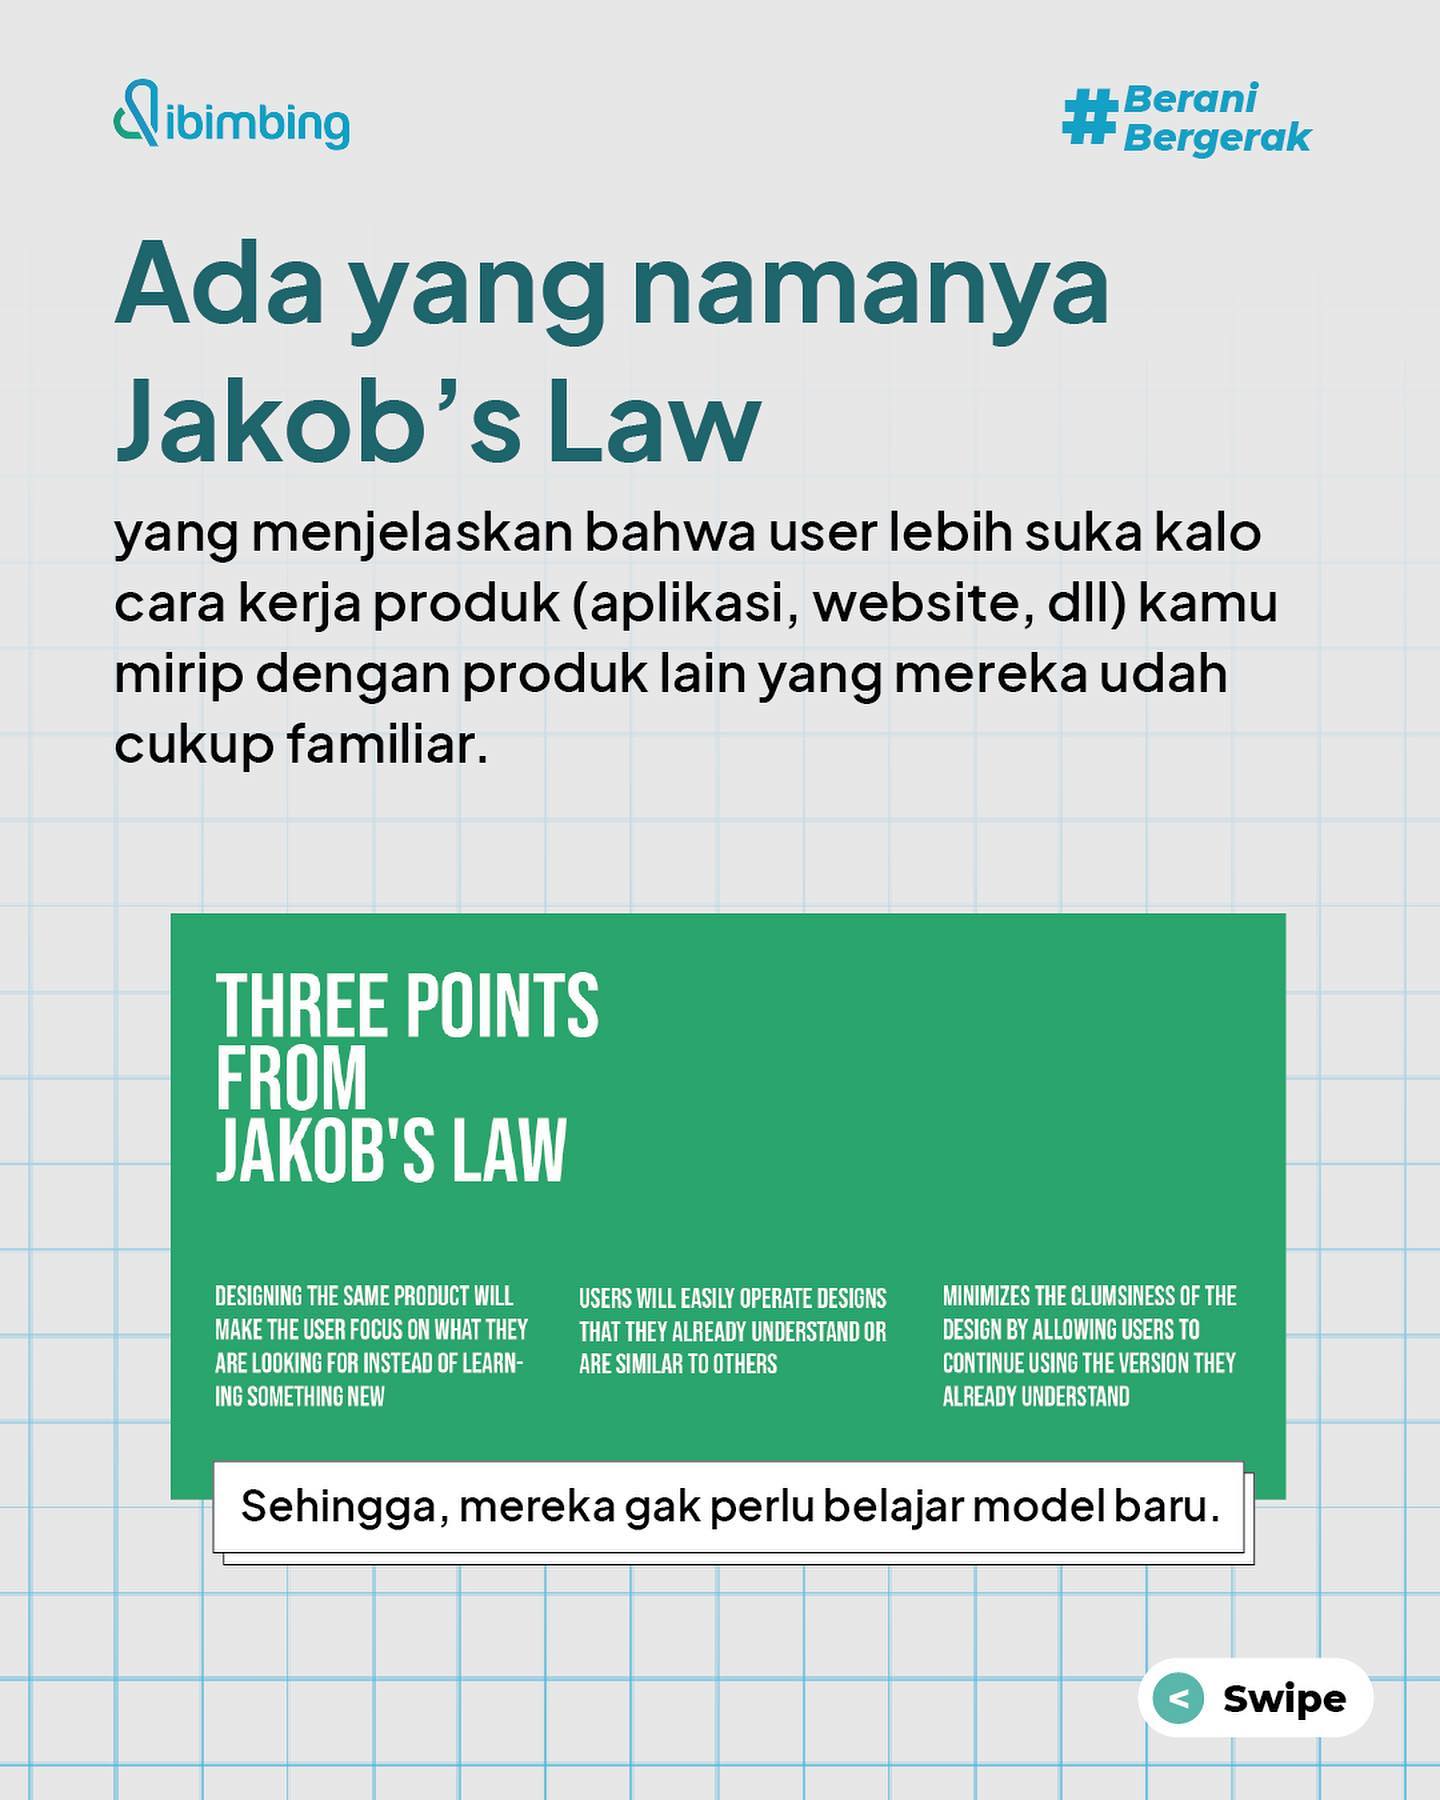 ibimbing
#Berani
Bergerak
Ada yang namanya
Jakob’s Law
yang menjelaskan bahwa user lebih suka kalo
cara kerja produk (aplikasi, website, dll) kamu
mirip dengan produk lain yang mereka udah
cukup familiar.
THREE POINTS
FROM
JAKOB'S LAW
DESIGNING THE SAME PRODUCT WILL
MAKE THE USER FOCUS ON WHAT THEY
ARE LOOKING FOR INSTEAD OF LEARN-
ING SOMETHING NEW
USERS WILL EASILY OPERATE DESIGNS
THAT THEY ALREADY UNDERSTAND OR
ARE SIMILAR TO OTHERS
MINIMIZES THE CLUMSINESS OF THE
DESIGN BY ALLOWING USERS TO
CONTINUE USING THE VERSION THEY
ALREADY UNDERSTAND
Sehingga, mereka gak perlu belajar model baru.
< Swipe